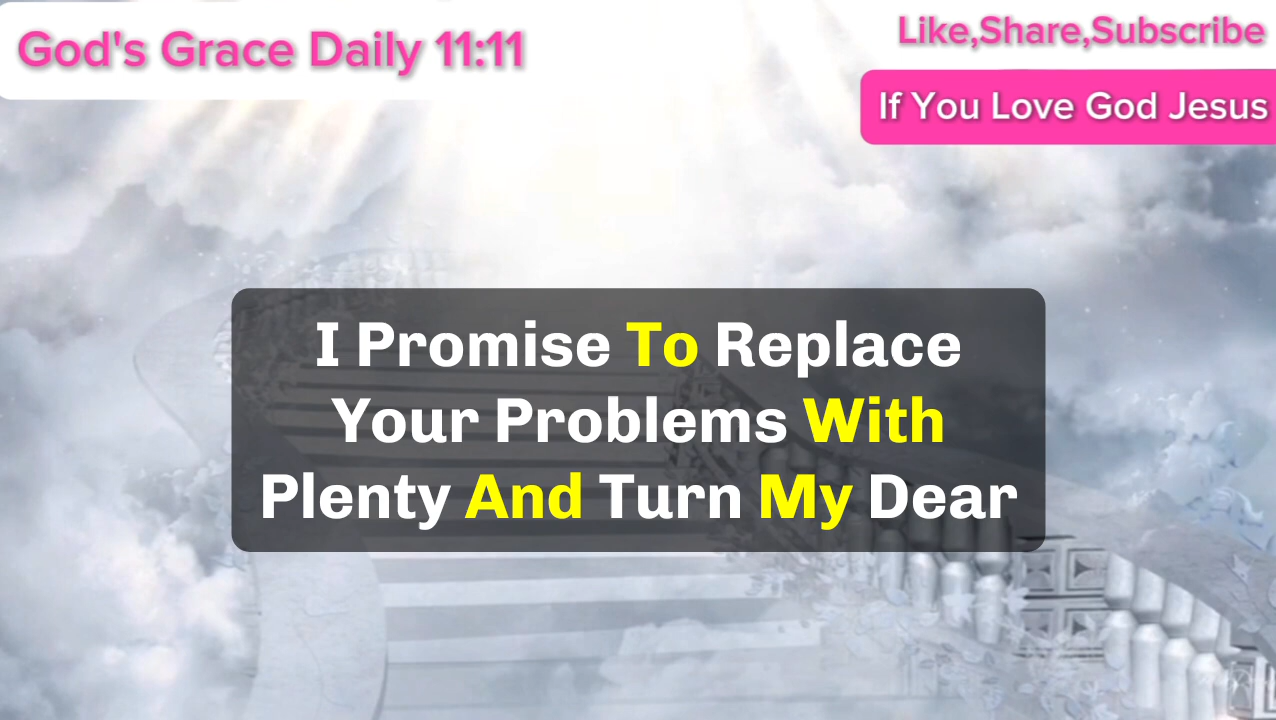 God's Grace Daily 11:11
Like,Share,Subscribe
If You Love God Jesus
I Promise To Replace
Your Problems With
Plenty And Turn My Dear